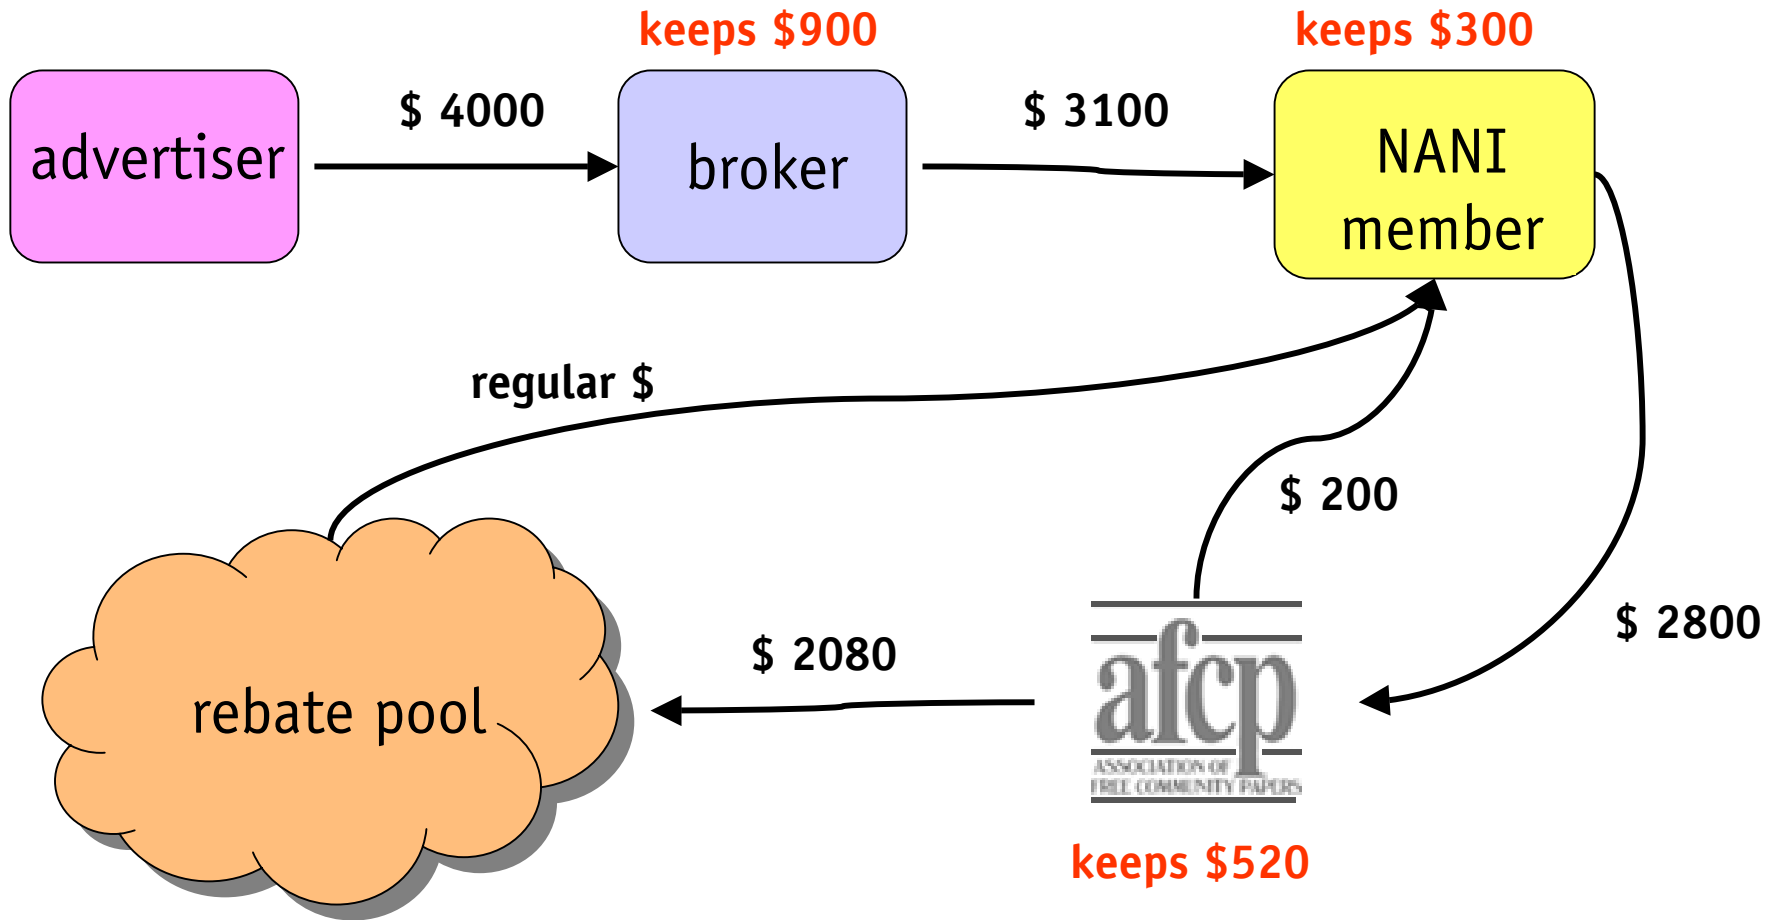 keeps $900
keeps $300
advertiser
$ 4000
broker
$ 3100
NANI
member
regular $
$ 200
$ 2800
rebate pool
$ 2080
afcp
ASSOCIATION OF
FREE COMMUNITY PAPERS
keeps $520